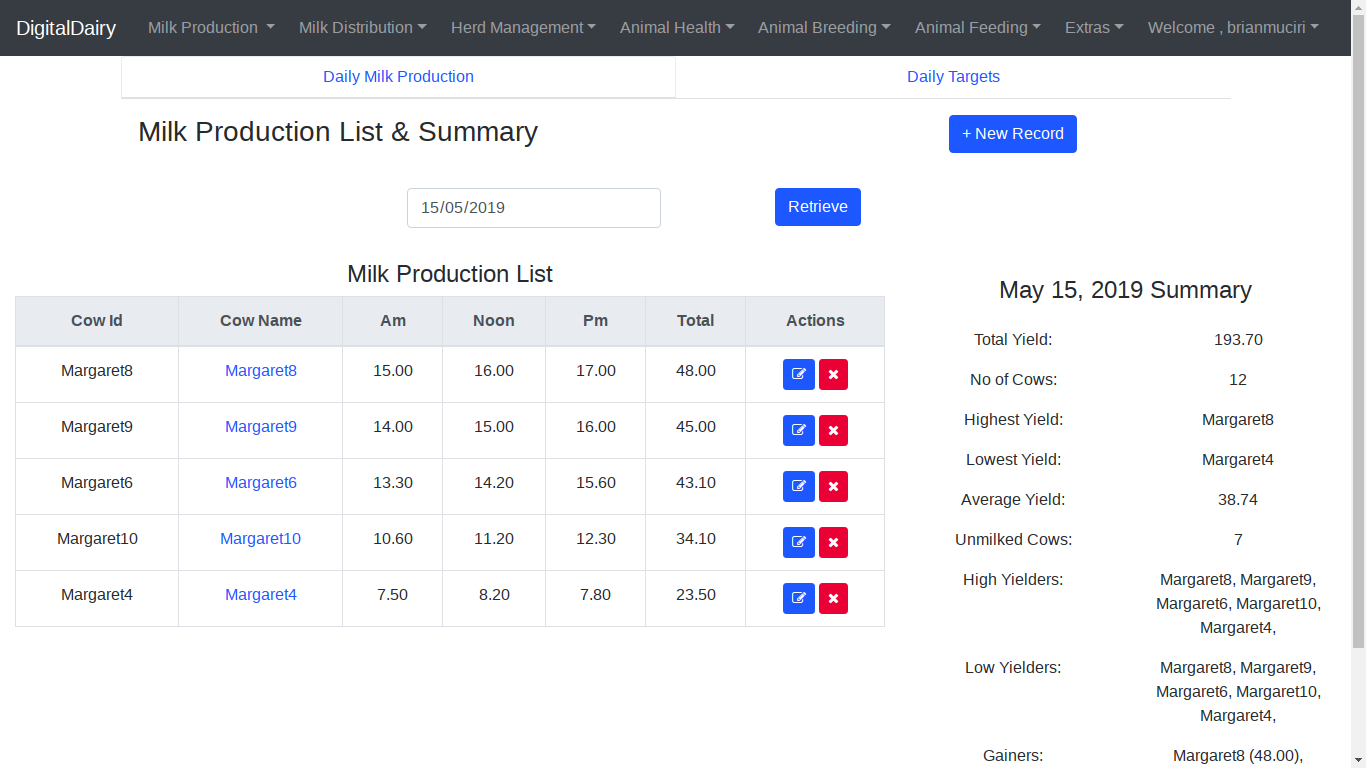 DigitalDairy Milk Production Milk Distribution Herd Management Animal Health Animal Breeding Animal Feeding Extras Welcome , brianmuciri
Daily Milk Production Daily Targets
Milk Production List & Summary + New Record
15/05/2019 Retrieve
Milk Production List
Cow Id Cow Name Am Noon Pm Total Actions
Margaret8 Margaret8 15.00 16.00 17.00 48.00
Margaret9 Margaret9 14.00 15.00 16.00 45.00
Margaret6 Margaret6 13.30 14.20 15.60 43.10
Margaret10 Margaret10 10.60 11.20 12.30 34.10
Margaret4 Margaret4 7.50 8.20 7.80 23.50
May 15, 2019 Summary
Total Yield: 193.70
No of Cows: 12
Highest Yield: Margaret8
Lowest Yield: Margaret4
Average Yield: 38.74
Unmilked Cows: 7
High Yielders: Margaret8, Margaret9,
Margaret6, Margaret10,
Margaret4,
Low Yielders: Margaret8, Margaret9,
Margaret6, Margaret10,
Margaret4,
Gainers: Margaret8 (48.00),